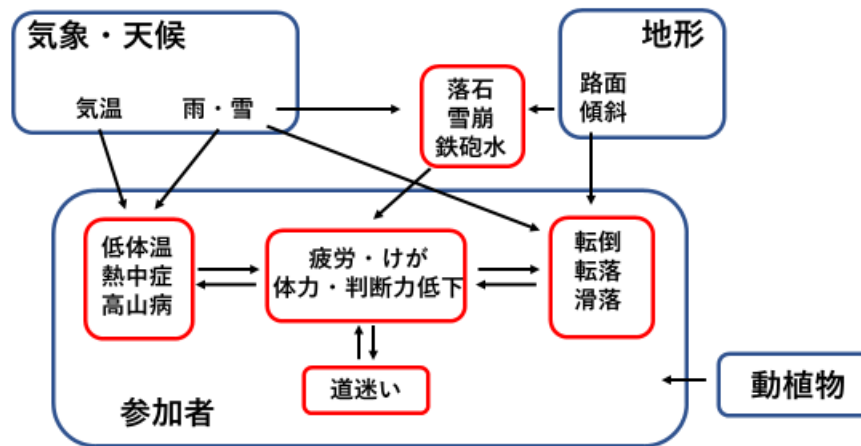 気象・天候
地形
気温
雨・雪
落石
雪崩
鉄砲水
路面
傾斜
低体温
熱中症
高山病
疲労・けが
体力・判断力低下
転倒
転落
滑落
道迷い
参加者
動植物